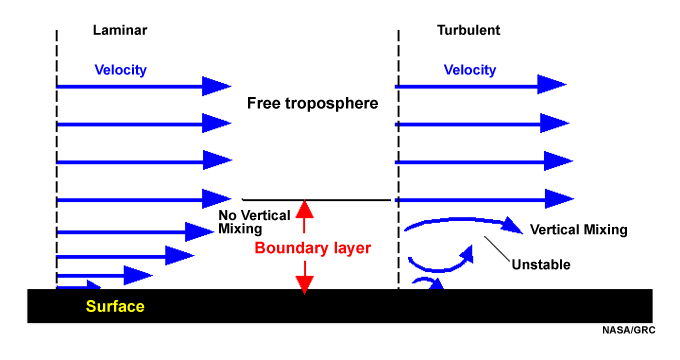 Laminar
Turbulent
Velocity
Velocity
Free troposphere
No Vertical
Mixing
Boundary layer
Vertical Mixing
Unstable
Surface
NASA/GRC